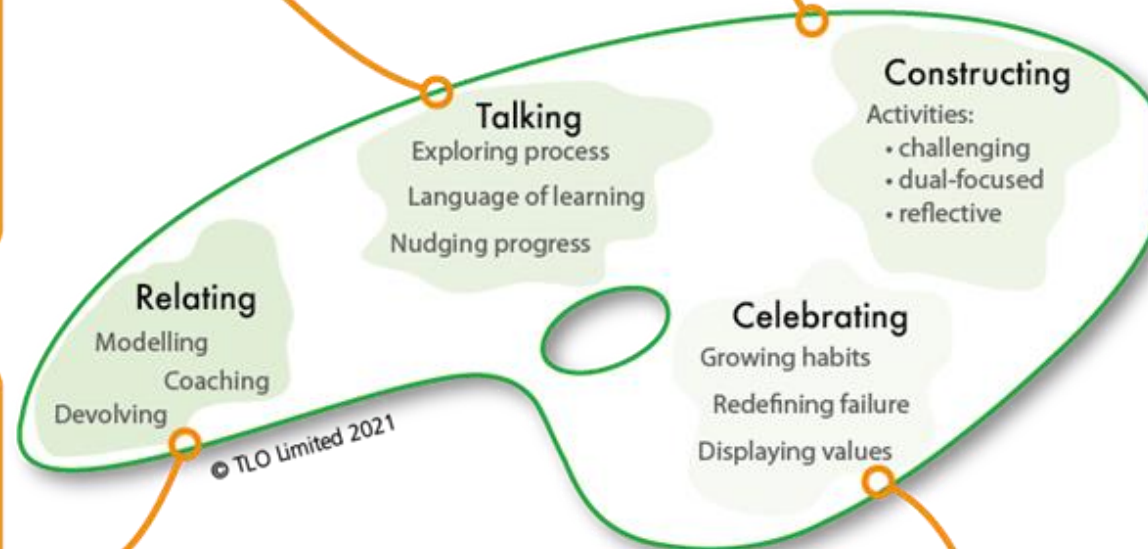 Talking
Exploring process
Language of learning
Nudging progress
Constructing
Activities:
• challenging
• dual-focused
• reflective
Relating
Modelling
Coaching
Devolving
Celebrating
Growing habits
Redefining failure
Displaying values
© TLO Limited 2021